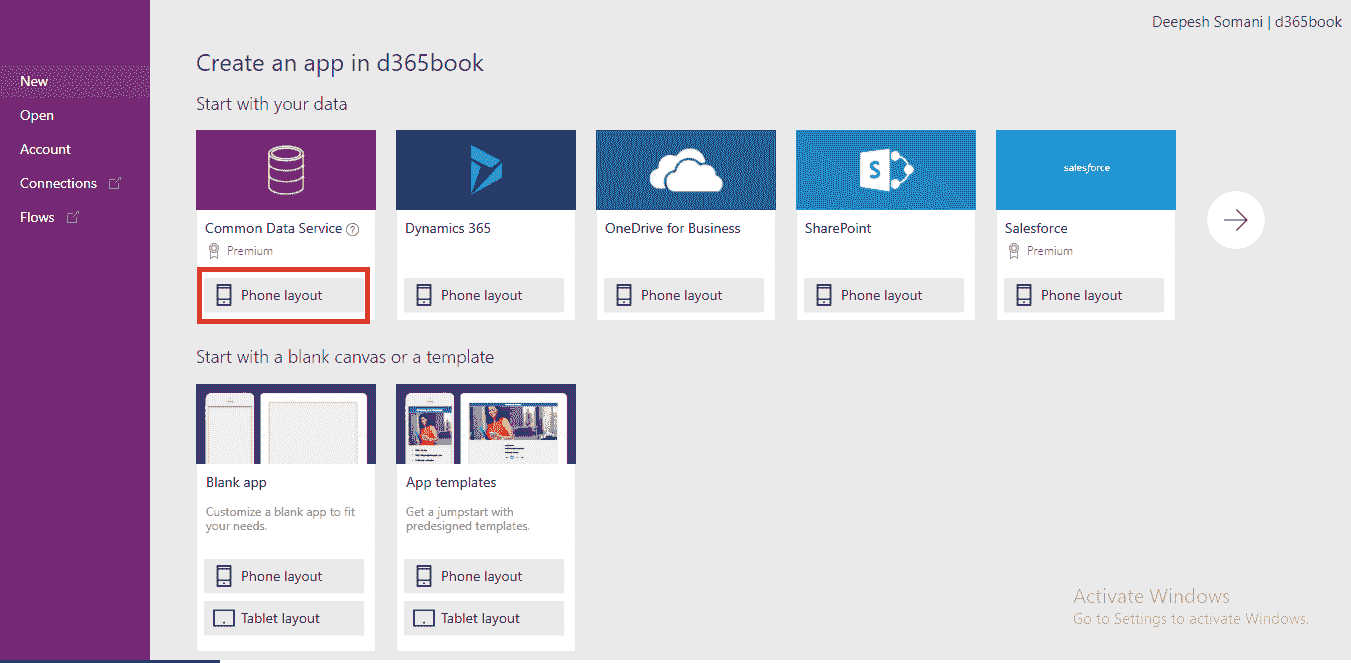 Deepesh Somani | d365book
New
Open
Account
Connections
Flows
Create an app in d365book
Start with your data
salesforce
S
Common Data Service ?
Premium
Phone layout
Dynamics 365
Phone layout
OneDrive for Business
Phone layout
SharePoint
Phone layout
Salesforce
Premium
Phone layout
Start with a blank canvas or a template
Blank app
Customize a blank app to fit
your needs.
Phone layout
Tablet layout
App templates
Get a jumpstart with
predesigned templates.
Phone layout
Tablet layout
Activate Windows
Go to Settings to activate Windows.